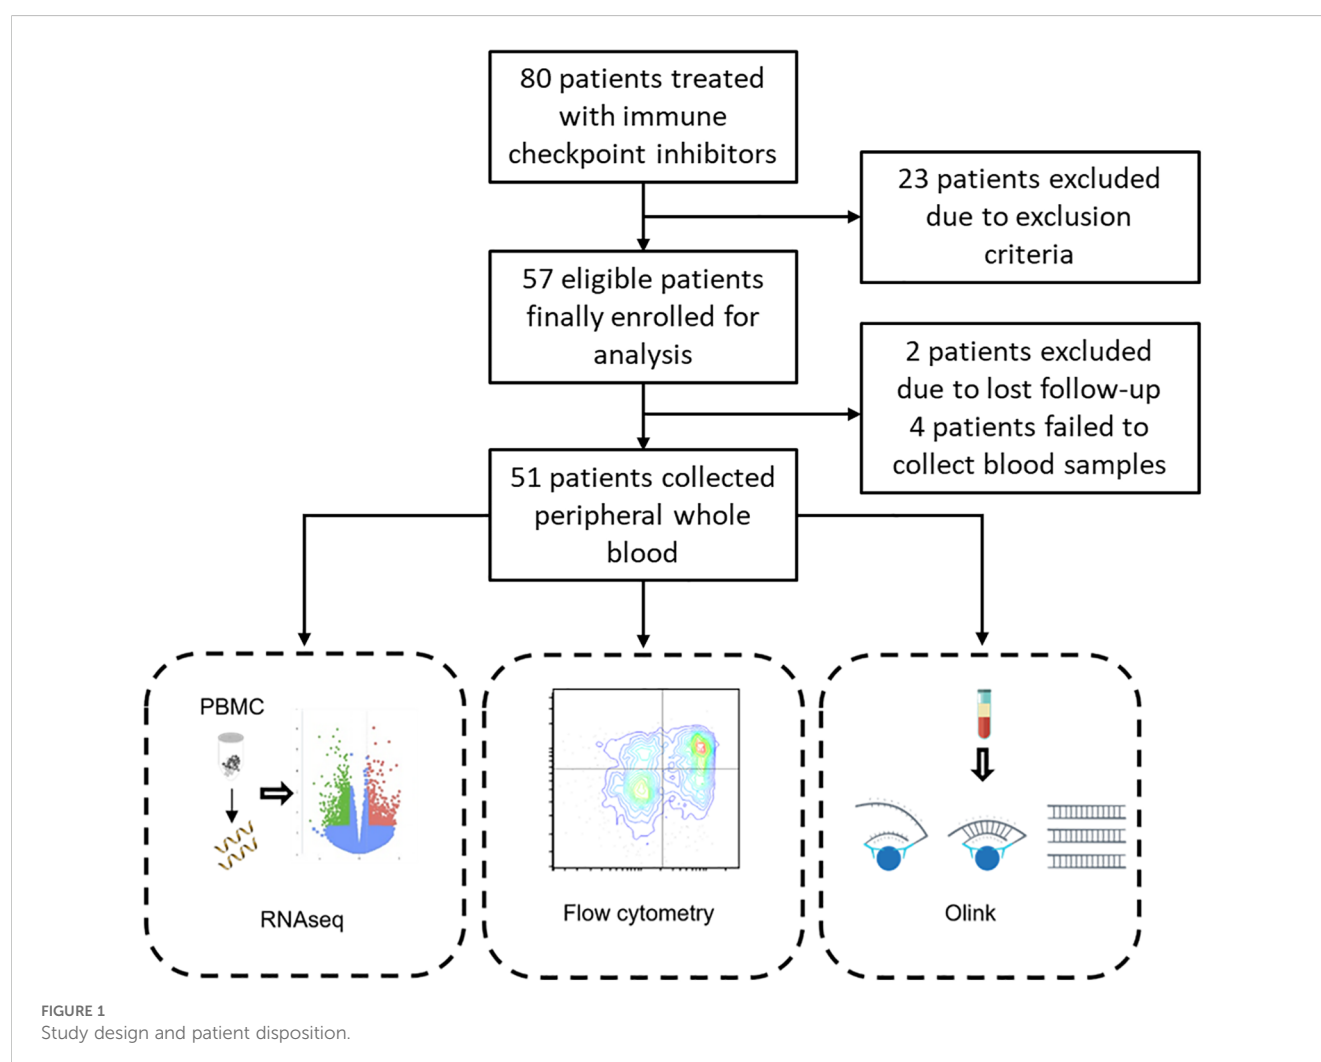 80 patients treated
with immune
checkpoint inhibitors
23 patients excluded
due to exclusion
criteria
57 eligible patients
finally enrolled for
analysis
2 patients excluded
due to lost follow-up
4 patients failed to
collect blood samples
51 patients collected
peripheral whole
blood
PBMC
RNAseq
Flow cytometry
Olink
FIGURE 1
Study design and patient disposition.